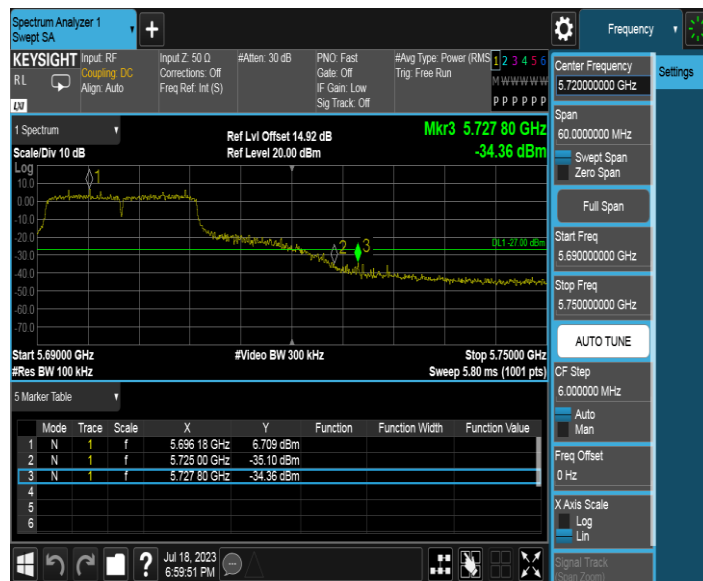 Spectrum Analyzer 1
Swept SA
+
Frequency
KEYSIGHT
RL
LXI
Input: RF
Coupling: DC
Align: Auto
Input Z: 50 Ω
Corrections: Off
Freq Ref: Int (S)
#Atten: 30 dB
PNO: Fast
Gate: Off
IF Gain: Low
Sig Track: Off
#Avg Type: Power (RMS
Trig: Free Run
1 2 3 4 5 6
M W W W W W
P P P P P P
1 Spectrum
Scale/Div 10 dB
Ref Lvl Offset 14.92 dB
Ref Level 20.00 dBm
Mkr3 5.727 80 GHz
-34.36 dBm
Log
10.0
0.00
-10.0
-20.0
-30.0
-40.0
-50.0
-60.0
-70.0
1
2
3
DL1 -27.00 dBm
Start 5.69000 GHz
#Res BW 100 kHz
#Video BW 300 kHz
Stop 5.75000 GHz
Sweep 5.80 ms (1001 pts)
5 Marker Table
Mode Trace Scale X Y Function Function Width Function Value
1 N 1 f 5.696 18 GHz 6.709 dBm
2 N 1 f 5.725 00 GHz -35.10 dBm
3 N 1 f 5.727 80 GHz -34.36 dBm
4
5
6
?
Jul 18, 2023
6:59:51 PM
Settings
Center Frequency
5.720000000 GHz
Span
60.0000000 MHz
Swept Span
Zero Span
Full Span
Start Freq
5.690000000 GHz
Stop Freq
5.750000000 GHz
AUTO TUNE
CF Step
6.000000 MHz
Auto
Man
Freq Offset
0 Hz
X Axis Scale
Log
Lin
Signal Track
(Span Zoom)